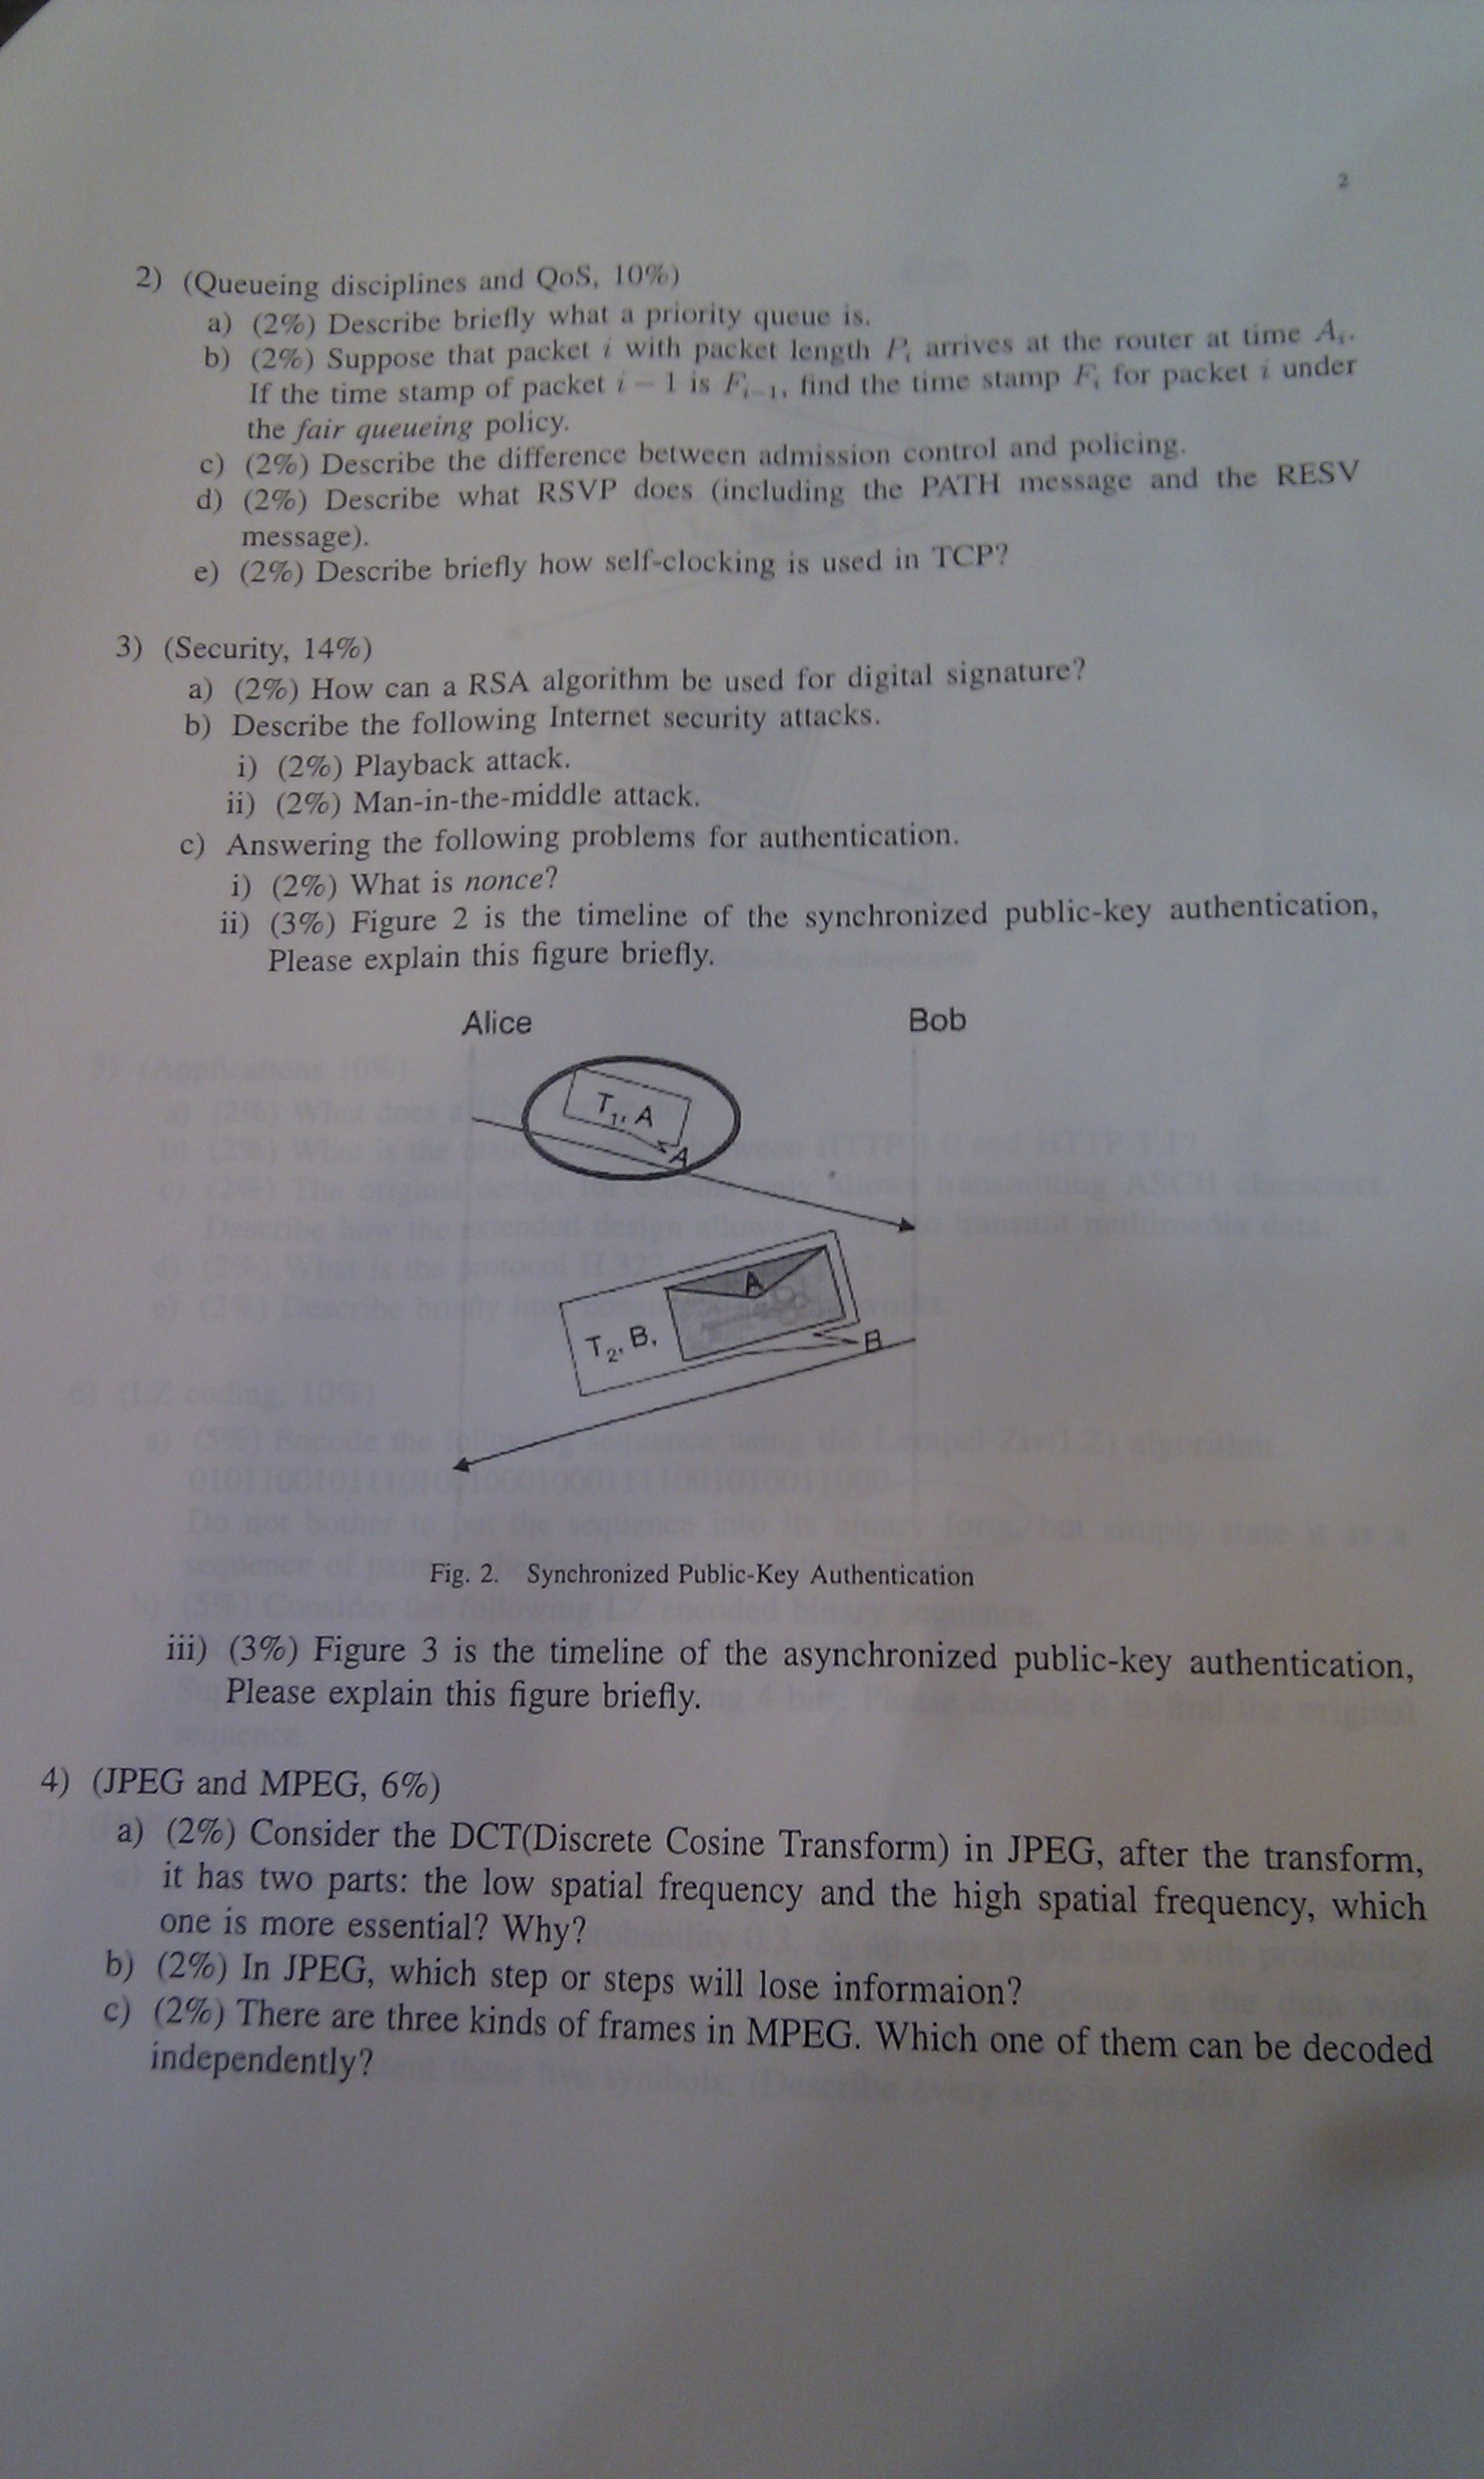 2
2) (Queueing disciplines and QoS, 10%)
a) (2%) Describe briefly what a priority queue is.
b) (2%) Suppose that packet i with packet length Pᵢ arrives at the router at time Aᵢ.
If the time stamp of packet i − 1 is Fᵢ₋₁, find the time stamp Fᵢ for packet i under
the fair queueing policy.
c) (2%) Describe the difference between admission control and policing.
d) (2%) Describe what RSVP does (including the PATH message and the RESV
message).
e) (2%) Describe briefly how self-clocking is used in TCP?
3) (Security, 14%)
a) (2%) How can a RSA algorithm be used for digital signature?
b) Describe the following Internet security attacks.
i) (2%) Playback attack.
ii) (2%) Man-in-the-middle attack.
c) Answering the following problems for authentication.
i) (2%) What is nonce?
ii) (3%) Figure 2 is the timeline of the synchronized public-key authentication,
Please explain this figure briefly.
Alice Bob
T₁, A
A
A
T₂, B,
B
Fig. 2. Synchronized Public-Key Authentication
iii) (3%) Figure 3 is the timeline of the asynchronized public-key authentication,
Please explain this figure briefly.
4) (JPEG and MPEG, 6%)
a) (2%) Consider the DCT(Discrete Cosine Transform) in JPEG, after the transform,
it has two parts: the low spatial frequency and the high spatial frequency, which
one is more essential? Why?
b) (2%) In JPEG, which step or steps will lose informaion?
c) (2%) There are three kinds of frames in MPEG. Which one of them can be decoded
independently?